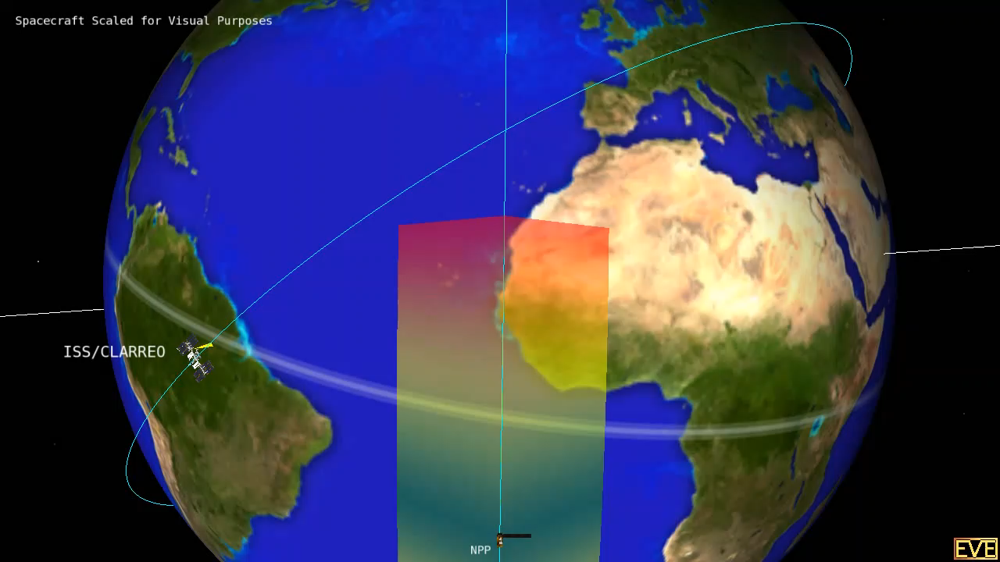 Spacecraft Scaled for Visual Purposes
ISS/CLARREO
NPP
EVE